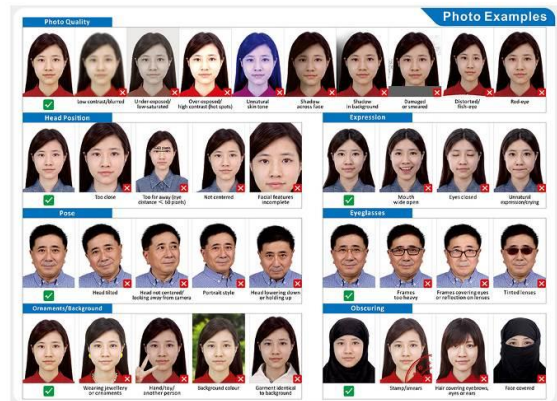 Photo Examples
Photo Quality
Low contrast/blurred
Under exposed/
low-saturated
Over exposed/
high contrast (hot spots)
Unnatural
skin tone
Shadow
across face
Shadow
in background
Damaged
or smeared
Distorted/
fish-eye
Red eye
Head Position
Too close
Too far away (eye
distance < 60 pixels)
Not centered
Facial features
incomplete
Expression
Mouth
wide open
Eyes closed
Unnatural
expression/crying
Pose
Head tilted
Head not centered/
looking away from camera
Portrait style
Head lowering down
or holding up
Eyeglasses
Frames
too heavy
Frames covering eyes
or reflection on lenses
Tinted lenses
Ornaments/Background
Wearing jewellery
or ornaments
Hand/toy/
another person
Background colour
Garment identical
to background
Obscuring
Stamp/smears
Hair covering eyebrows,
eyes or ears
Face covered